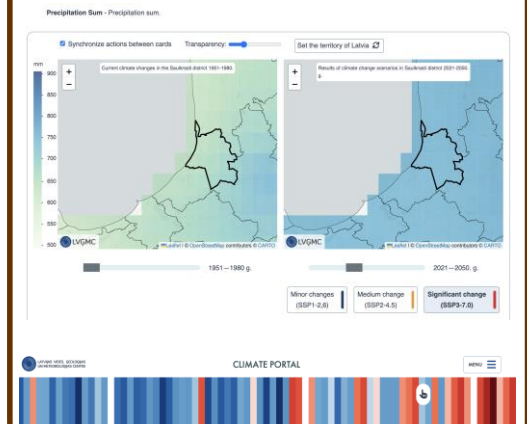 Precipitation Sum - Precipitation sum.
Synchronize actions between cards
Transparency:
Set the territory of Latvia
mm
900
850
800
750
700
650
600
550
500
+
−
Current climate changes in the Saulkrasti district 1951-1980.
g.
LVGMC
Leaflet | © OpenStreetMap contributors © CARTO
+
−
Results of climate change scenarios in Saulkrasti district 2021-2050.
g.
LVGMC
Leaflet | © OpenStreetMap contributors © CARTO
1951—1980 g.
2021—2050. g.
Minor changes
(SSP1-2,6)
Medium change
(SSP2-4.5)
Significant change
(SSP3-7.0)
CLIMATE PORTAL
MENU